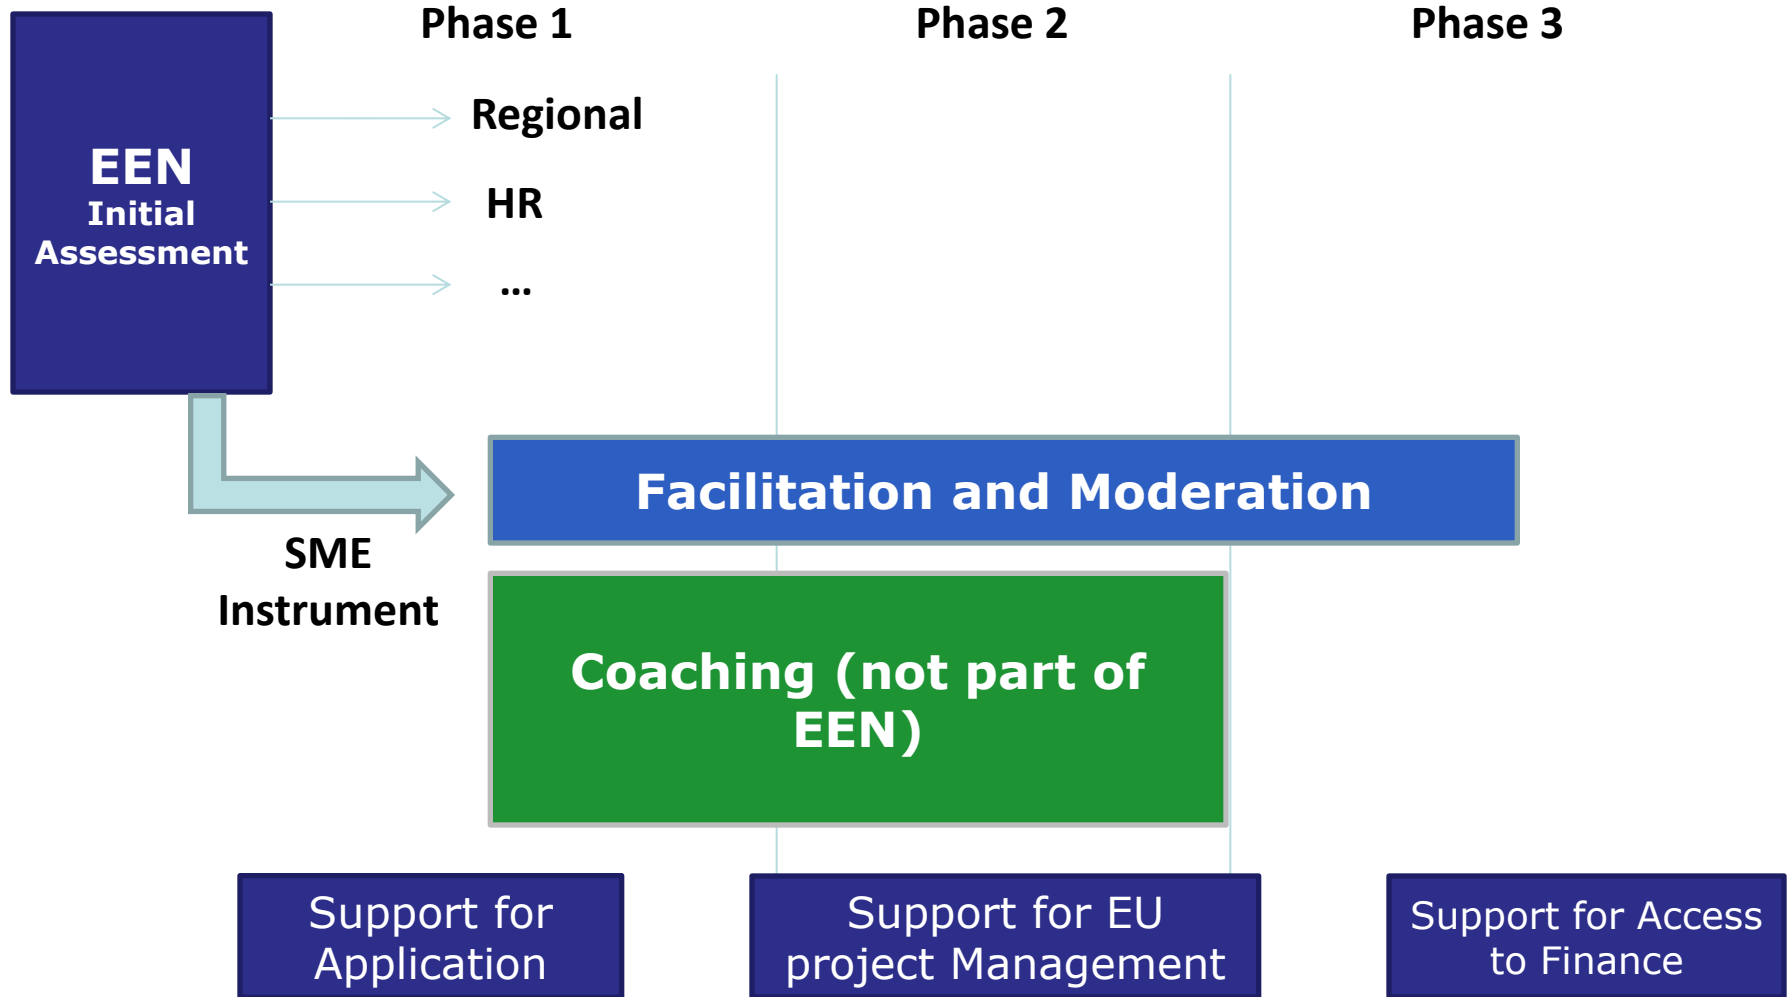 Phase 1
Phase 2
Phase 3
EEN
Initial
Assessment
Regional
HR
...
SME
Instrument
Facilitation and Moderation
Coaching (not part of
EEN)
Support for
Application
Support for EU
project Management
Support for Access
to Finance